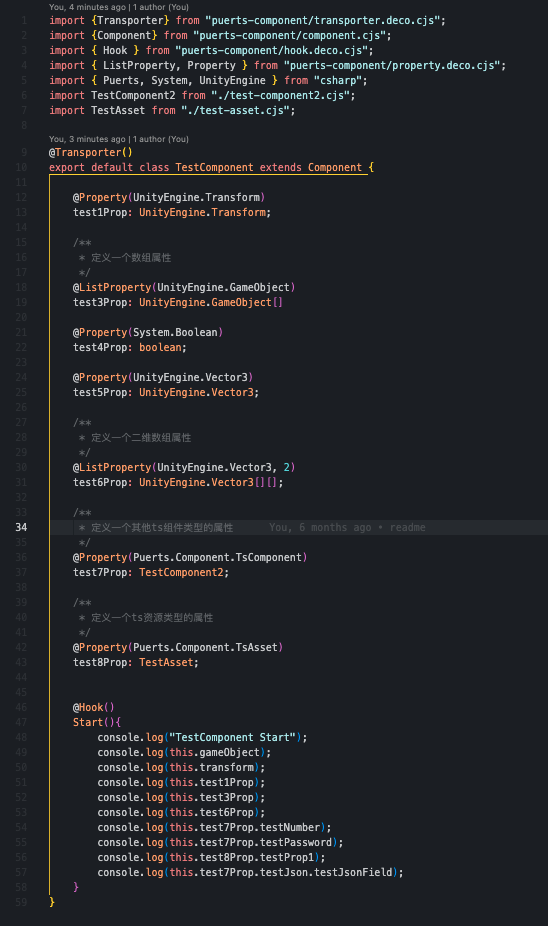 You, 4 minutes ago | 1 author (You)
1 import {Transporter} from "puerts-component/transporter.deco.cjs";
2 import {Component} from "puerts-component/component.cjs";
3 import { Hook } from "puerts-component/hook.deco.cjs";
4 import { ListProperty, Property } from "puerts-component/property.deco.cjs";
5 import { Puerts, System, UnityEngine } from "csharp";
6 import TestComponent2 from "./test-component2.cjs";
7 import TestAsset from "./test-asset.cjs";
8
You, 3 minutes ago | 1 author (You)
9 @Transporter()
10 export default class TestComponent extends Component {
11
12 @Property(UnityEngine.Transform)
13 test1Prop: UnityEngine.Transform;
14
15 /**
16 * 定义一个数组属性
17 */
18 @ListProperty(UnityEngine.GameObject)
19 test3Prop: UnityEngine.GameObject[]
20
21 @Property(System.Boolean)
22 test4Prop: boolean;
23
24 @Property(UnityEngine.Vector3)
25 test5Prop: UnityEngine.Vector3;
26
27 /**
28 * 定义一个二维数组属性
29 */
30 @ListProperty(UnityEngine.Vector3, 2)
31 test6Prop: UnityEngine.Vector3[][];
32
33 /**
34 * 定义一个其他ts组件类型的属性 You, 6 months ago • readme
35 */
36 @Property(Puerts.Component.TsComponent)
37 test7Prop: TestComponent2;
38
39 /**
40 * 定义一个ts资源类型的属性
41 */
42 @Property(Puerts.Component.TsAsset)
43 test8Prop: TestAsset;
44
45
46 @Hook()
47 Start(){
48 console.log("TestComponent Start");
49 console.log(this.gameObject);
50 console.log(this.transform);
51 console.log(this.test1Prop);
52 console.log(this.test3Prop);
53 console.log(this.test6Prop);
54 console.log(this.test7Prop.testNumber);
55 console.log(this.test7Prop.testPassword);
56 console.log(this.test8Prop.testProp1);
57 console.log(this.test7Prop.testJson.testJsonField);
58 }
59 }